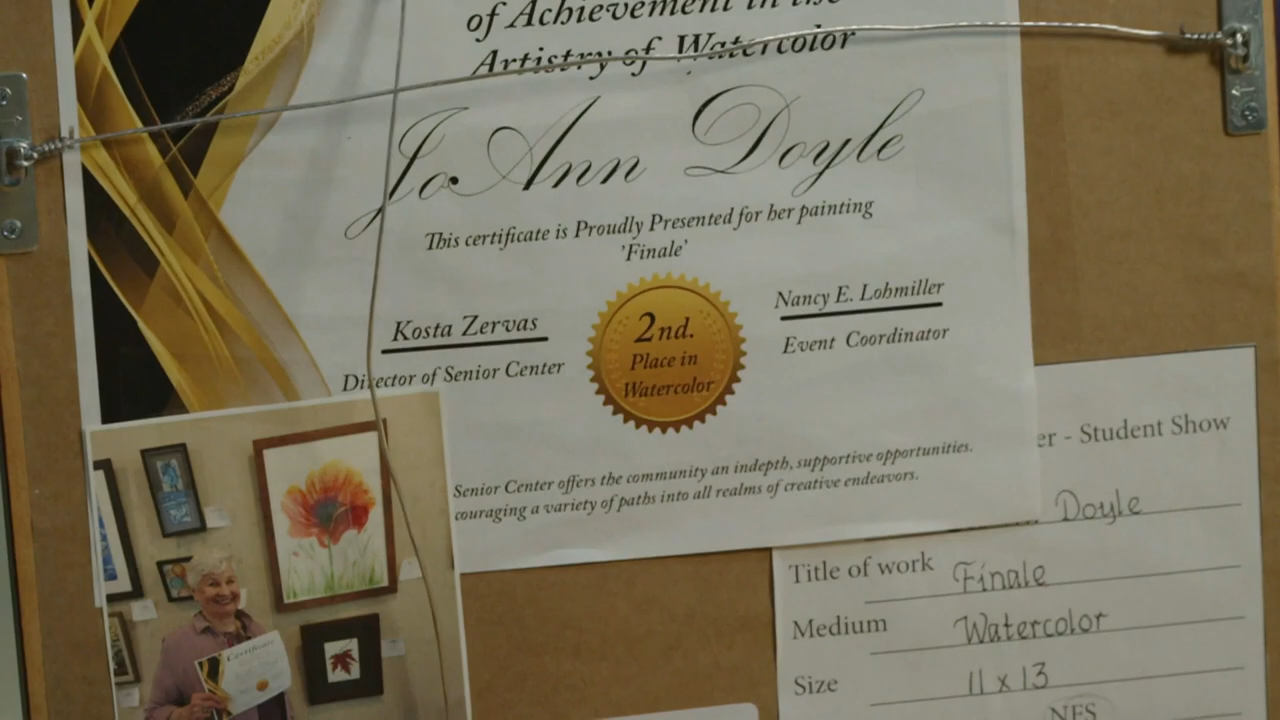 of Achievement in the
Artistry of Watercolor
JoAnn Doyle
This certificate is Proudly Presented for her painting
'Finale'
Kosta Zervas
Director of Senior Center
2nd.
Place in
Watercolor
Nancy E. Lohmiller
Event Coordinator
Senior Center offers the community an indepth, supportive opportunities.
couraging a variety of paths into all realms of creative endeavors.
er - Student Show
Doyle
Title of work Finale
Medium Watercolor
Size 11 x 13
NFS
Certificate